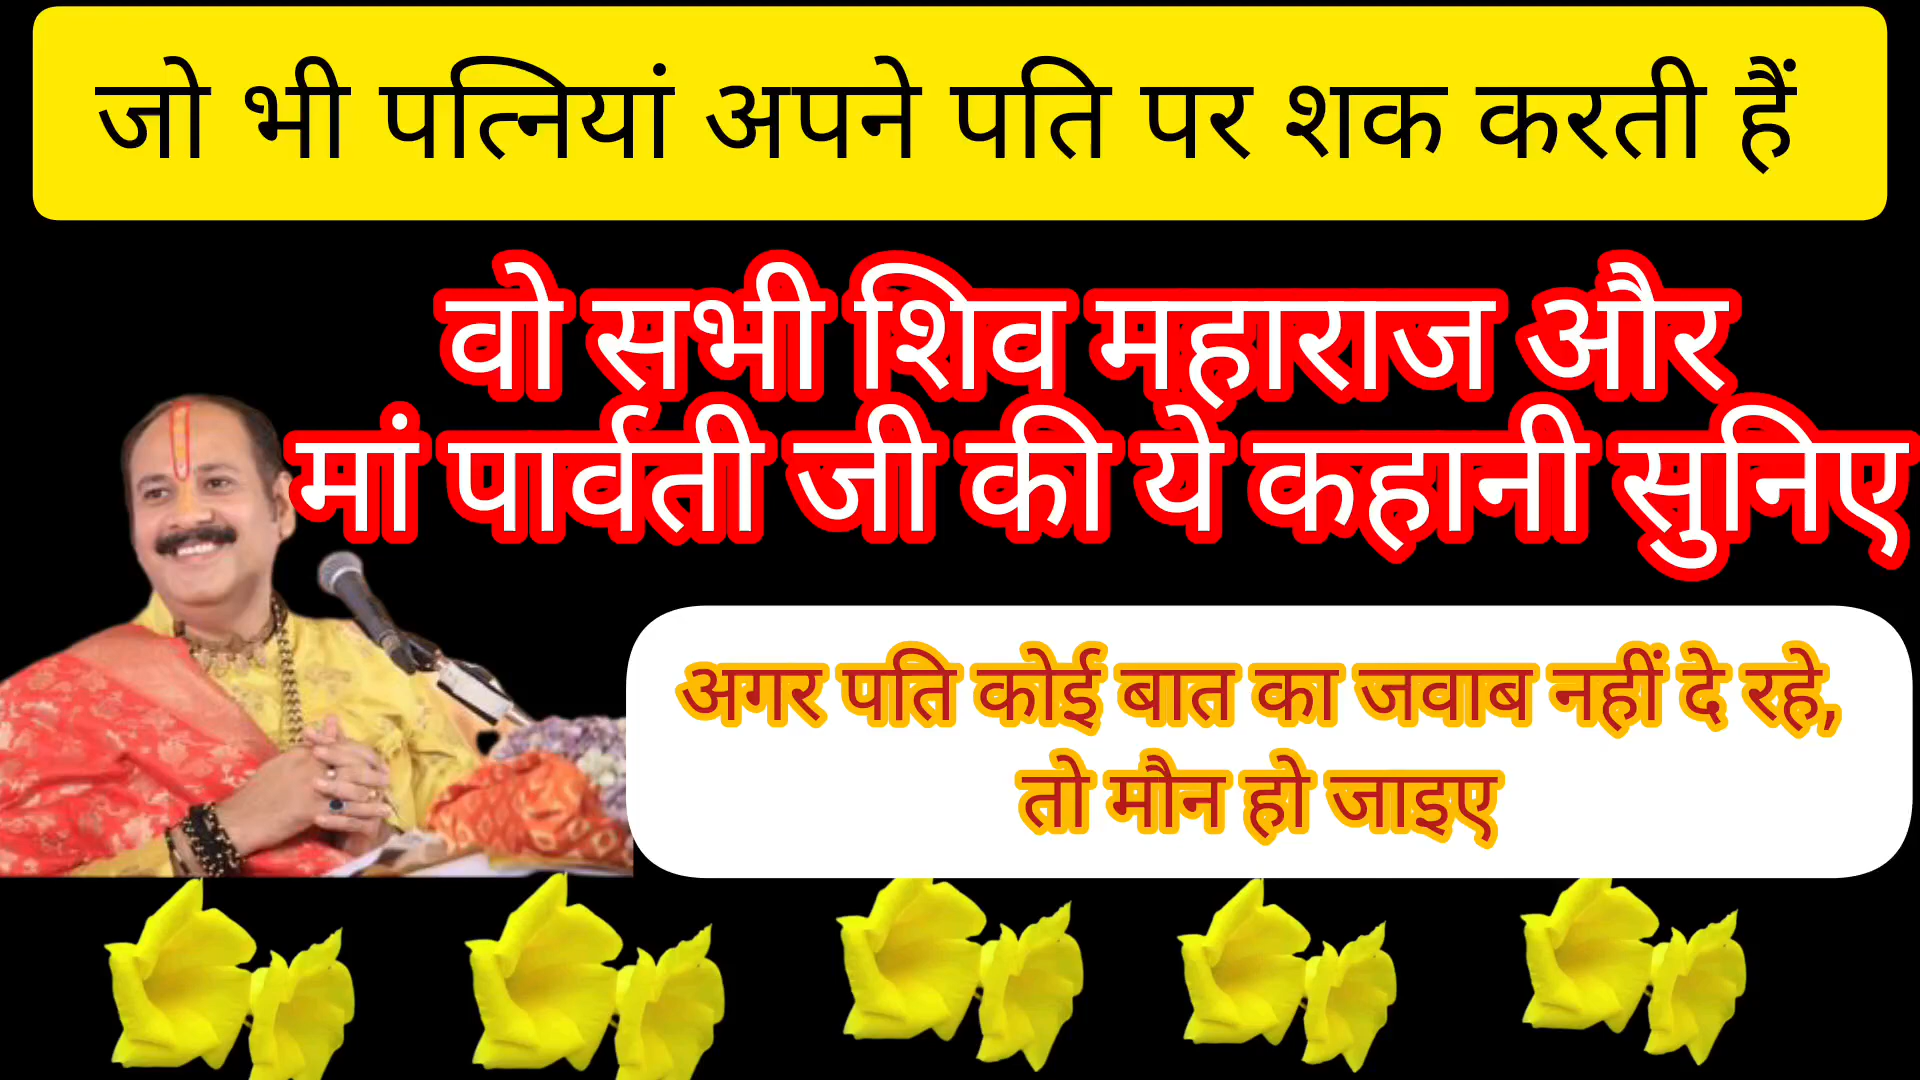 जो भी पत्नियां अपने पति पर शक करती हैं
वो सभी शिव महाराज और
मां पार्वती जी की ये कहानी सुनिए
अगर पति कोई बात का जवाब नहीं दे रहे,
तो मौन हो जाइए